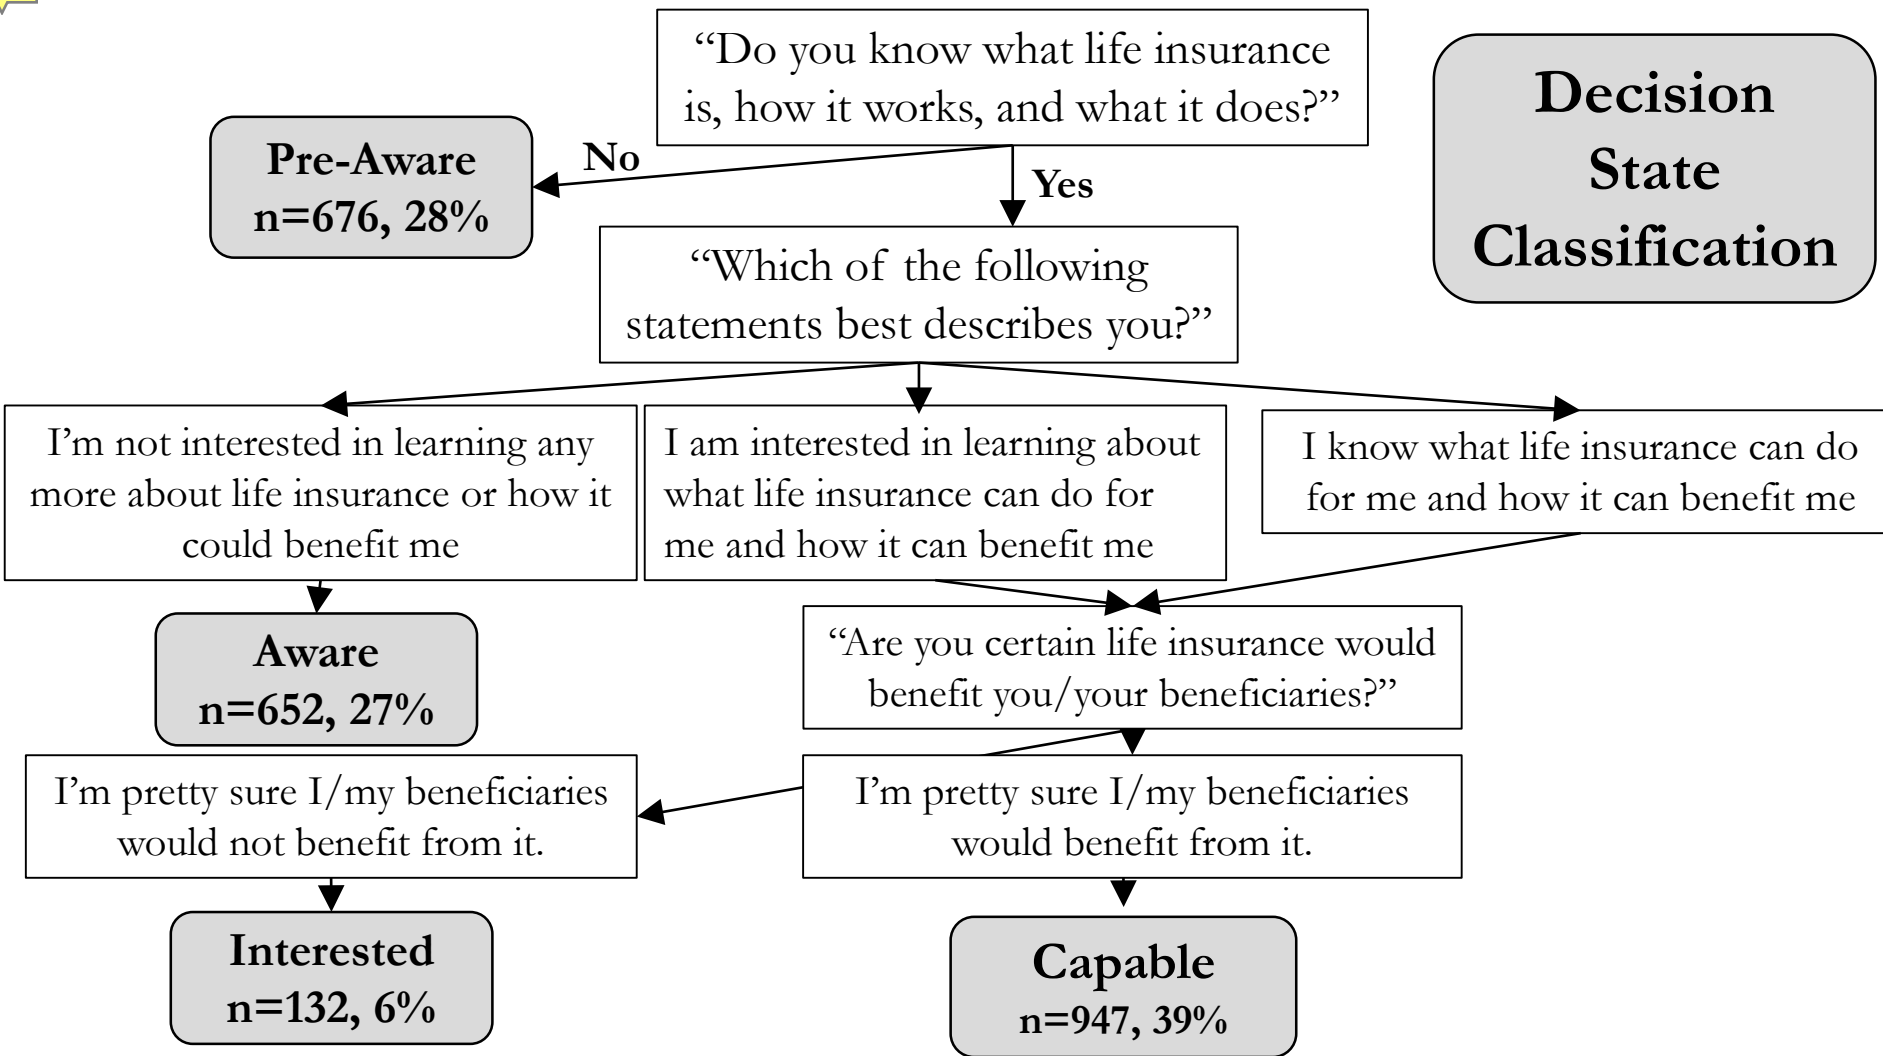 “Do you know what life insurance
is, how it works, and what it does?”
Decision
State
Classification
Pre-Aware
n=676, 28%
No
Yes
“Which of the following
statements best describes you?”
I’m not interested in learning any
more about life insurance or how it
could benefit me
I am interested in learning about
what life insurance can do for
me and how it can benefit me
I know what life insurance can do
for me and how it can benefit me
Aware
n=652, 27%
“Are you certain life insurance would
benefit you/your beneficiaries?”
I’m pretty sure I/my beneficiaries
would not benefit from it.
I’m pretty sure I/my beneficiaries
would benefit from it.
Interested
n=132, 6%
Capable
n=947, 39%